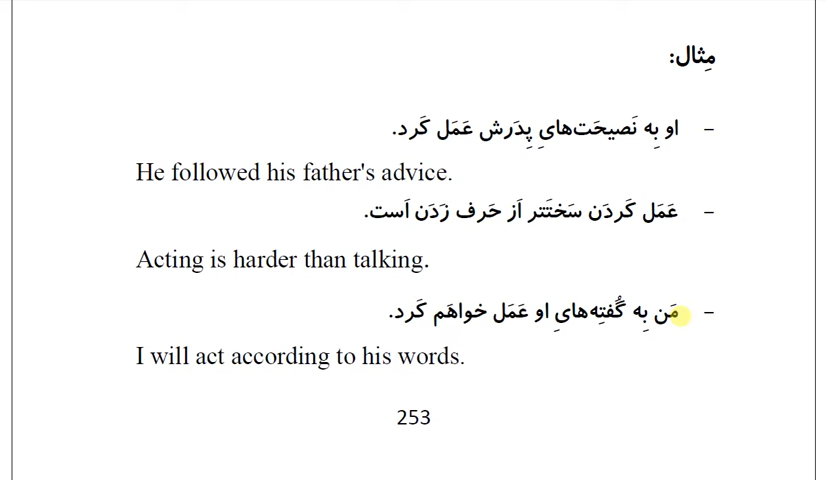 مِثال:
– او بِه نَصیحَت‌هایِ پِدَرش عَمَل کَرد.
He followed his father's advice.
– عَمَل کَردَن سَختَتر اَز حَرف زَدَن اَست.
Acting is harder than talking.
– مَن بِه گُفتِه‌هایِ او عَمَل خواهَم کَرد.
I will act according to his words.
253